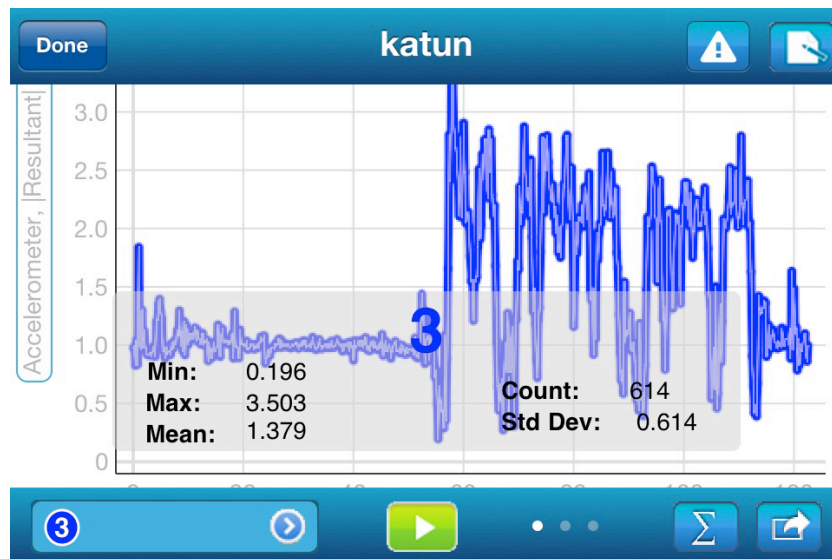 Done
katun
Accelerometer, |Resultant|
3.0
2.5
2.0
1.5
1.0
0.5
0
3
Min: 0.196
Max: 3.503
Mean: 1.379
Count: 614
Std Dev: 0.614
3
Σ